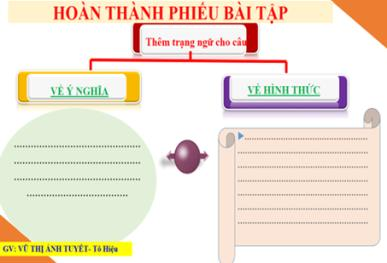 HOÀN THÀNH PHIẾU BÀI TẬP
Thêm trạng ngữ cho câu
VỀ Ý NGHĨA
VỀ HÌNH THỨC
GV: VŨ THỊ ÁNH TUYẾT- Tô Hiệu